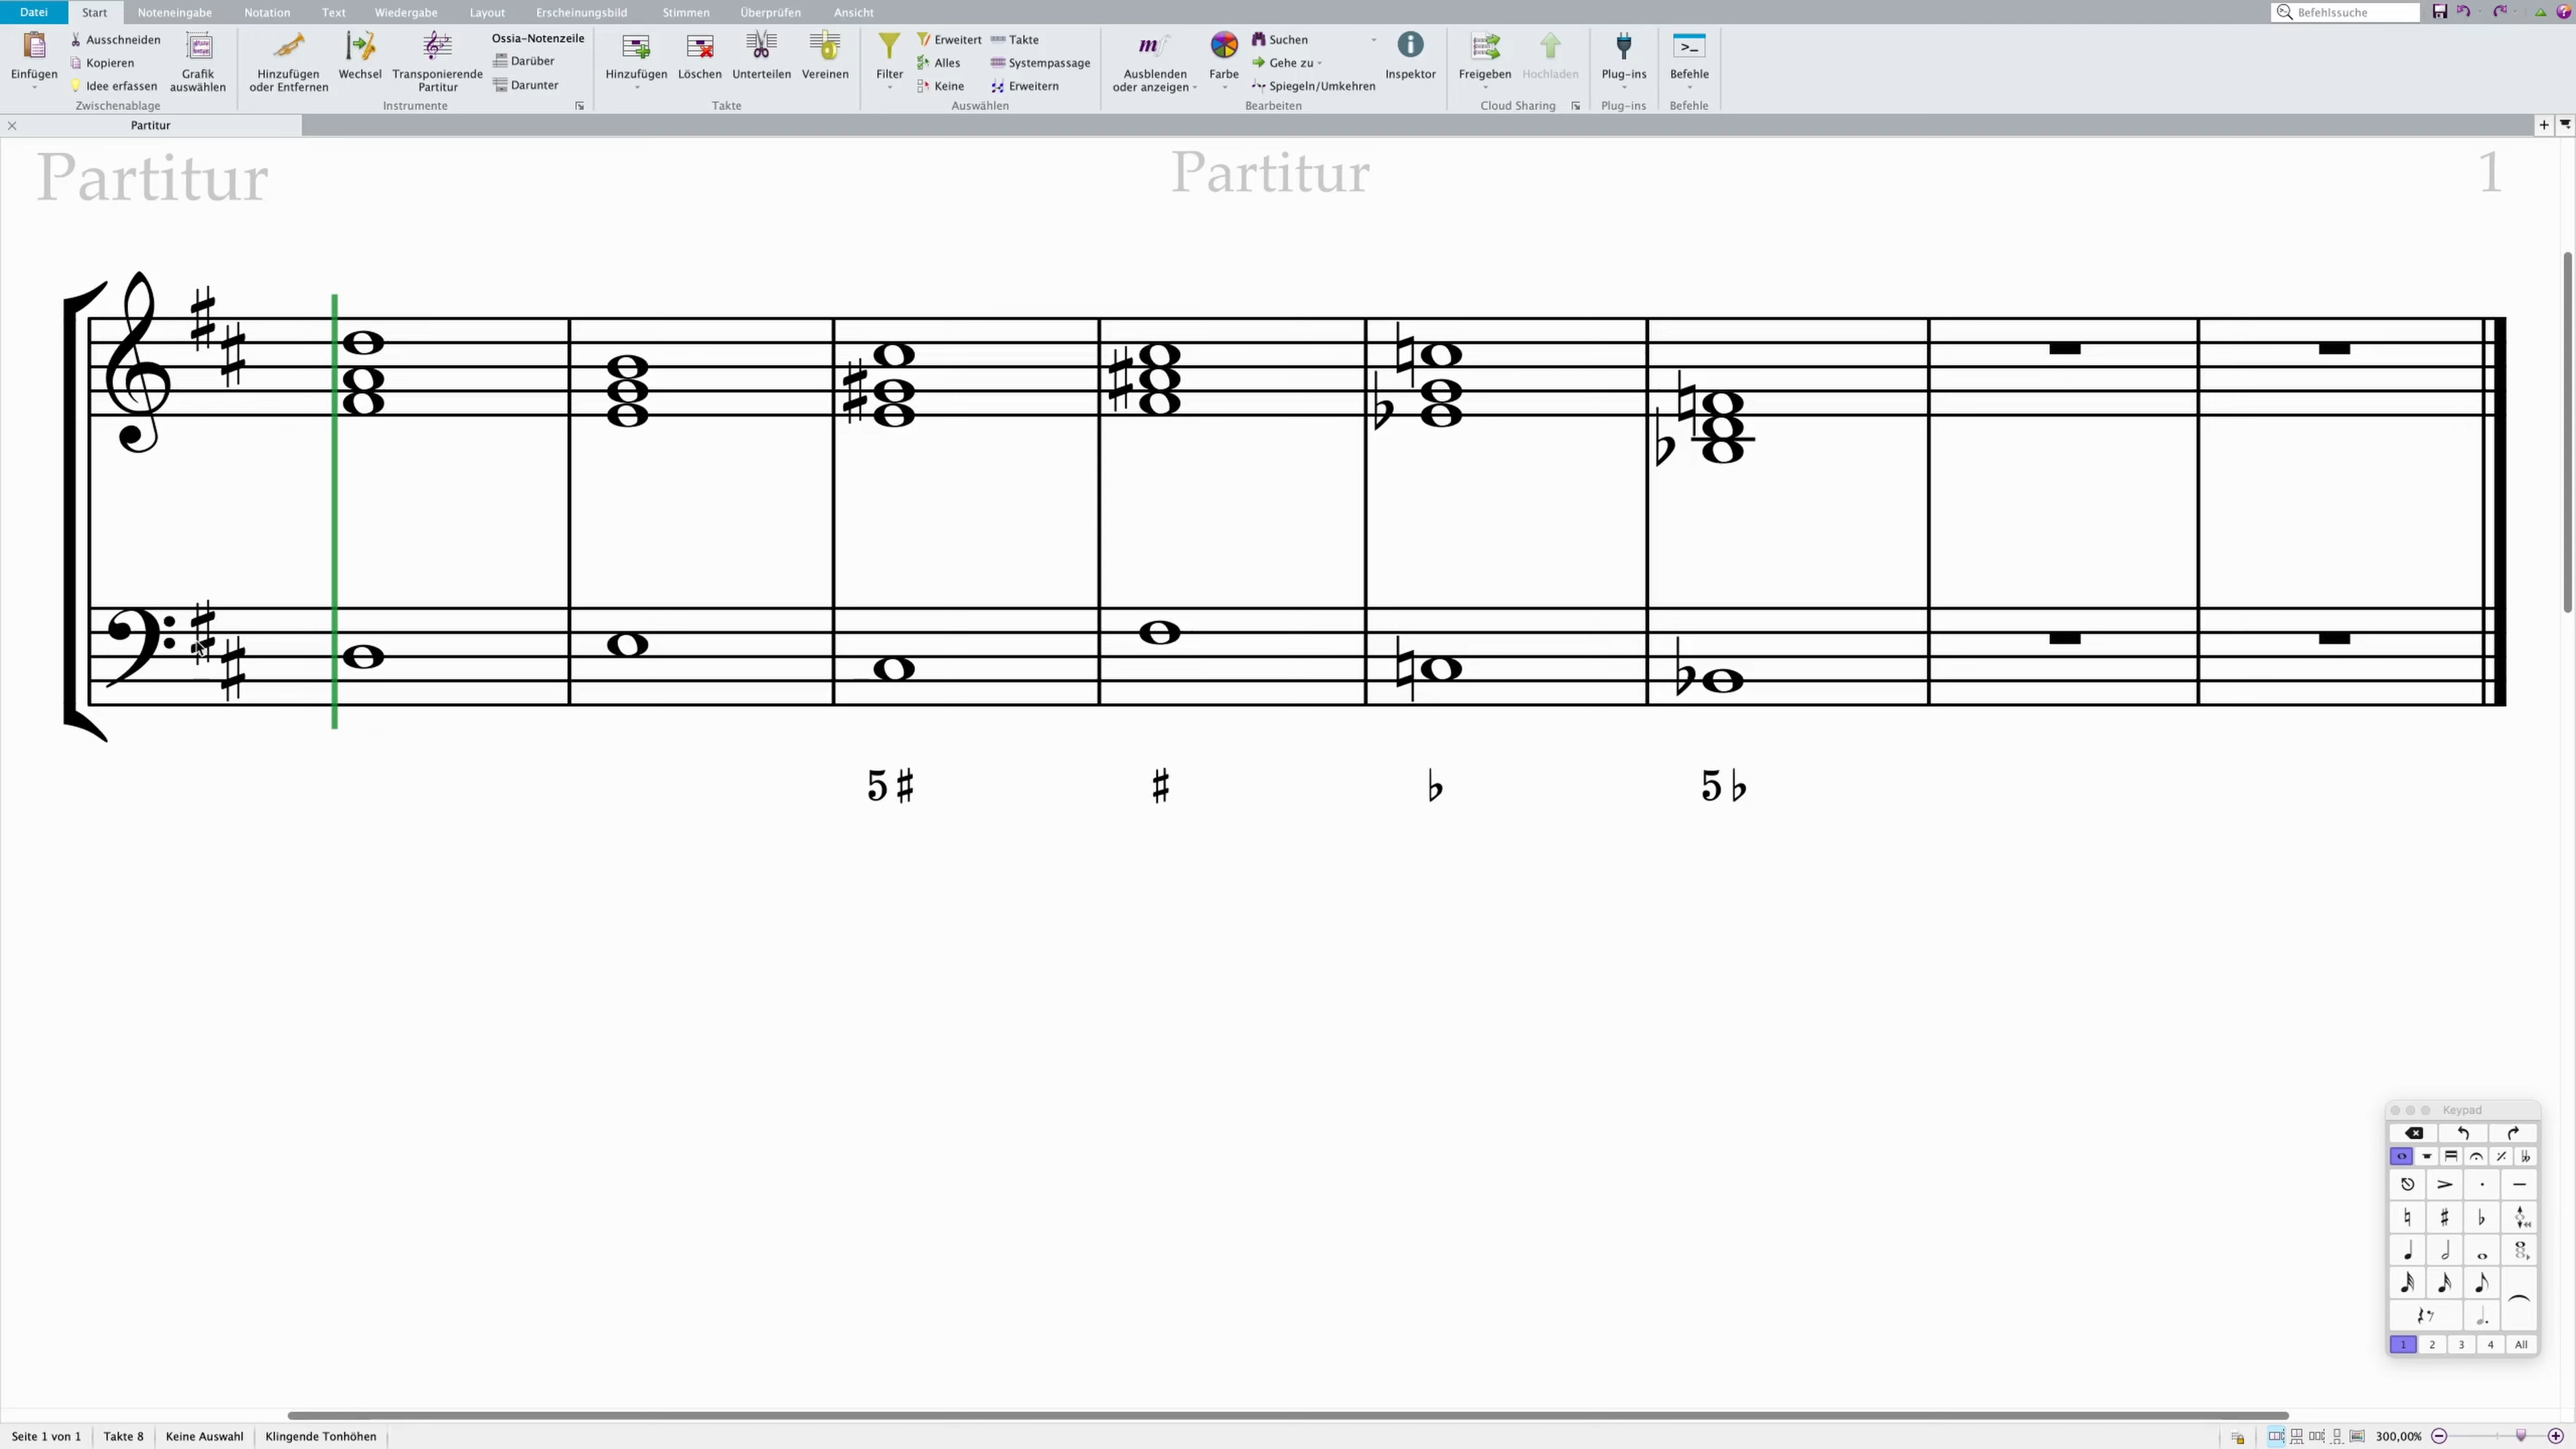 Datei Start Noteneingabe Notation Text Wiedergabe Layout Erscheinungsbild Stimmen Überprüfen Ansicht Befehlssuche
Einfügen
Ausschneiden
Kopieren
Idee erfassen
Grafik
auswählen
Zwischenablage
Hinzufügen
oder Entfernen
Wechsel
Transponierende
Partitur
Ossia-Notenzeile
Darüber
Darunter
Instrumente
Hinzufügen
Löschen
Unterteilen
Vereinen
Takte
Filter
Erweitert
Alles
Keine
Takte
Systempassage
Erweitern
Auswählen
Ausblenden
oder anzeigen
Farbe
Suchen
Gehe zu
Spiegeln/Umkehren
Inspektor
Bearbeiten
Freigeben
Hochladen
Cloud Sharing
Plug-ins
Plug-ins
Befehle
Befehle
Partitur
Partitur Partitur 1
5♯ ♯ ♭ 5♭
Keypad
1 2 3 4 All
Seite 1 von 1 Takte 8 Keine Auswahl Klingende Tonhöhen 300,00%